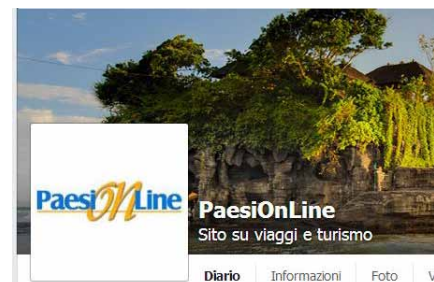 PaesiOnLine
PaesiOnLine
Sito su viaggi e turismo
Diario Informazioni Foto